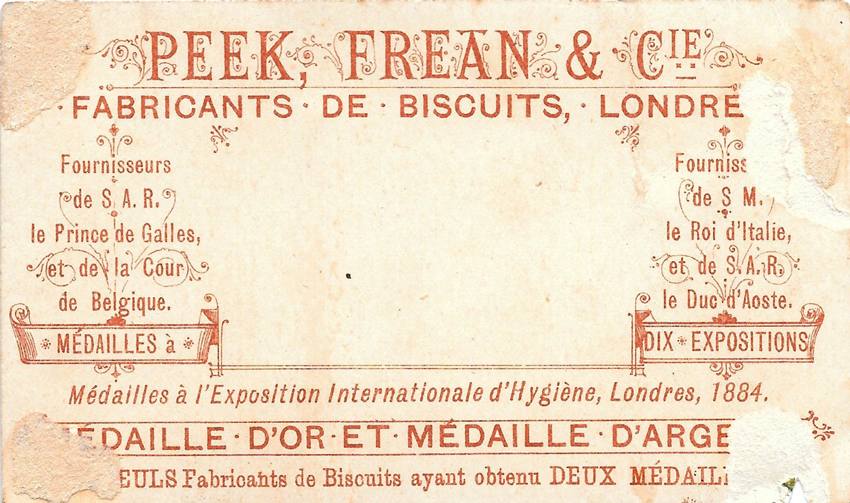 PEEK, FREAN & CIE
FABRICANTS · DE · BISCUITS, · LONDRE
Fournisseurs
de S. A. R.
le Prince de Galles,
et de la Cour
de Belgique.
MÉDAILLES à
Fourniss
de S. M.
le Roi d'Italie,
et de S. A. R.
le Duc d'Aoste.
DIX EXPOSITIONS
Médailles à l'Exposition Internationale d'Hygiène, Londres, 1884.
ÉDAILLE · D'OR · ET · MÉDAILLE · D'ARGE
EULS Fabricants de Biscuits ayant obtenu DEUX MÉDAIL